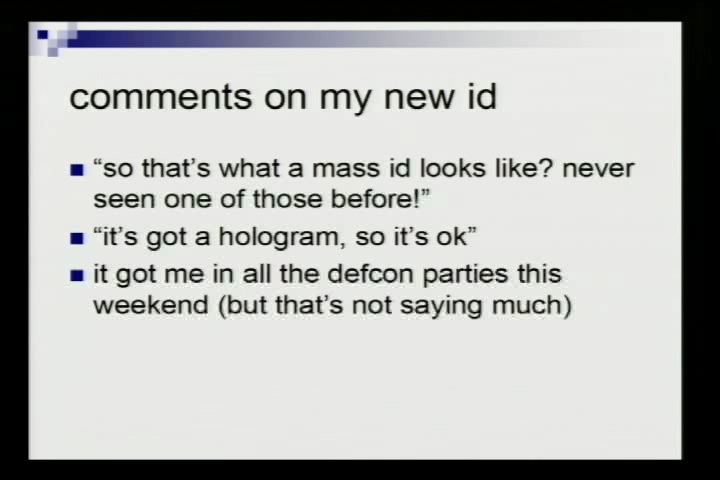 comments on my new id
“so that’s what a mass id looks like? never
seen one of those before!”
“it’s got a hologram, so it’s ok”
it got me in all the defcon parties this
weekend (but that’s not saying much)